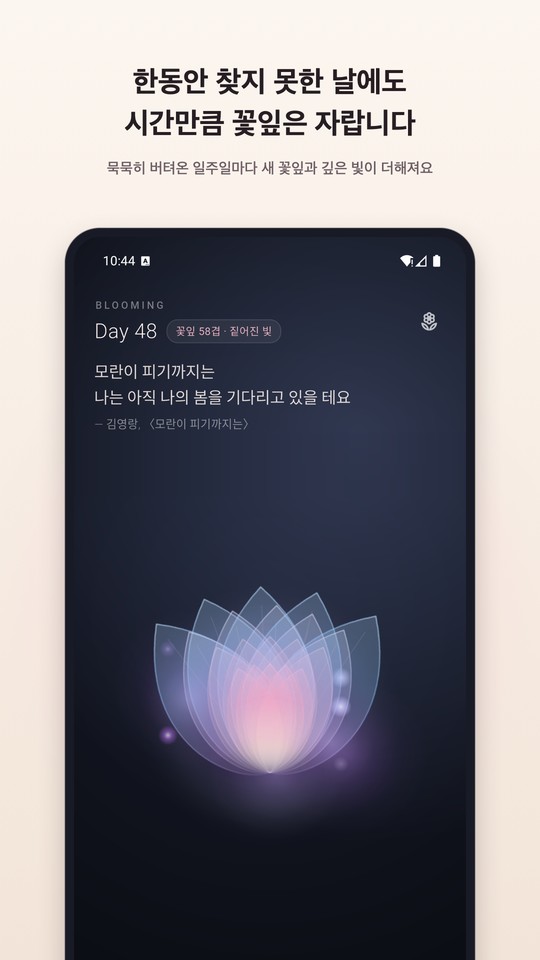 한동안 찾지 못한 날에도
시간만큼 꽃잎은 자랍니다
묵묵히 버텨온 일주일마다 새 꽃잎과 깊은 빛이 더해져요
10:44
BLOOMING
Day 48
꽃잎 58겹 · 짙어진 빛
모란이 피기까지는
나는 아직 나의 봄을 기다리고 있을 테요
— 김영랑, 〈모란이 피기까지는〉